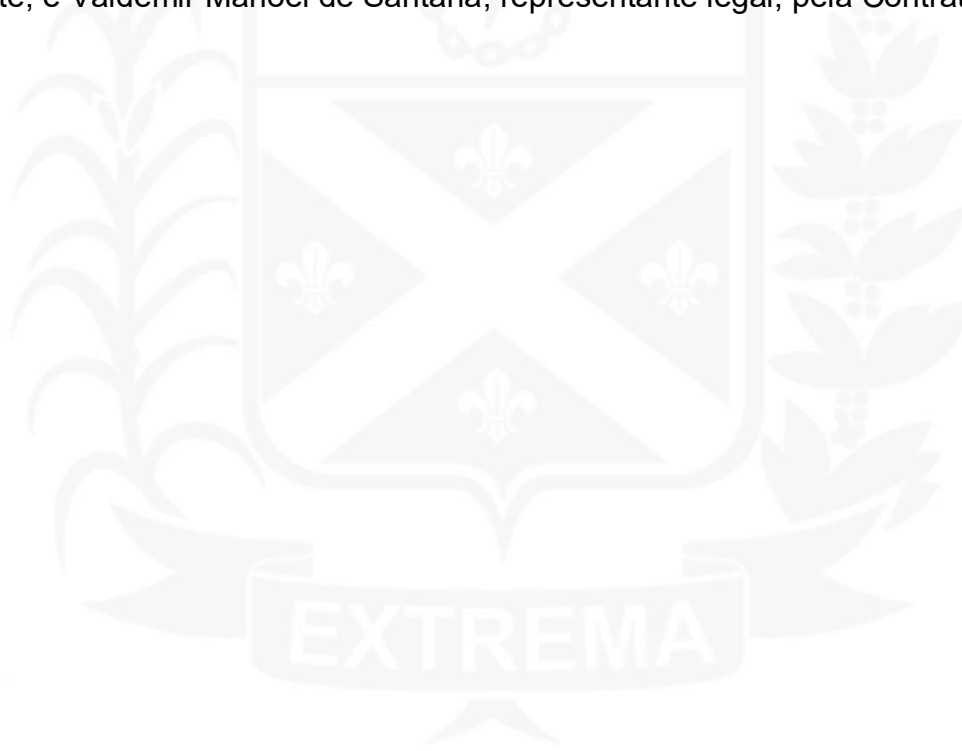 te, e Valdemir Manoel de Santana, representante legal, pela Contrat
EXTREMA